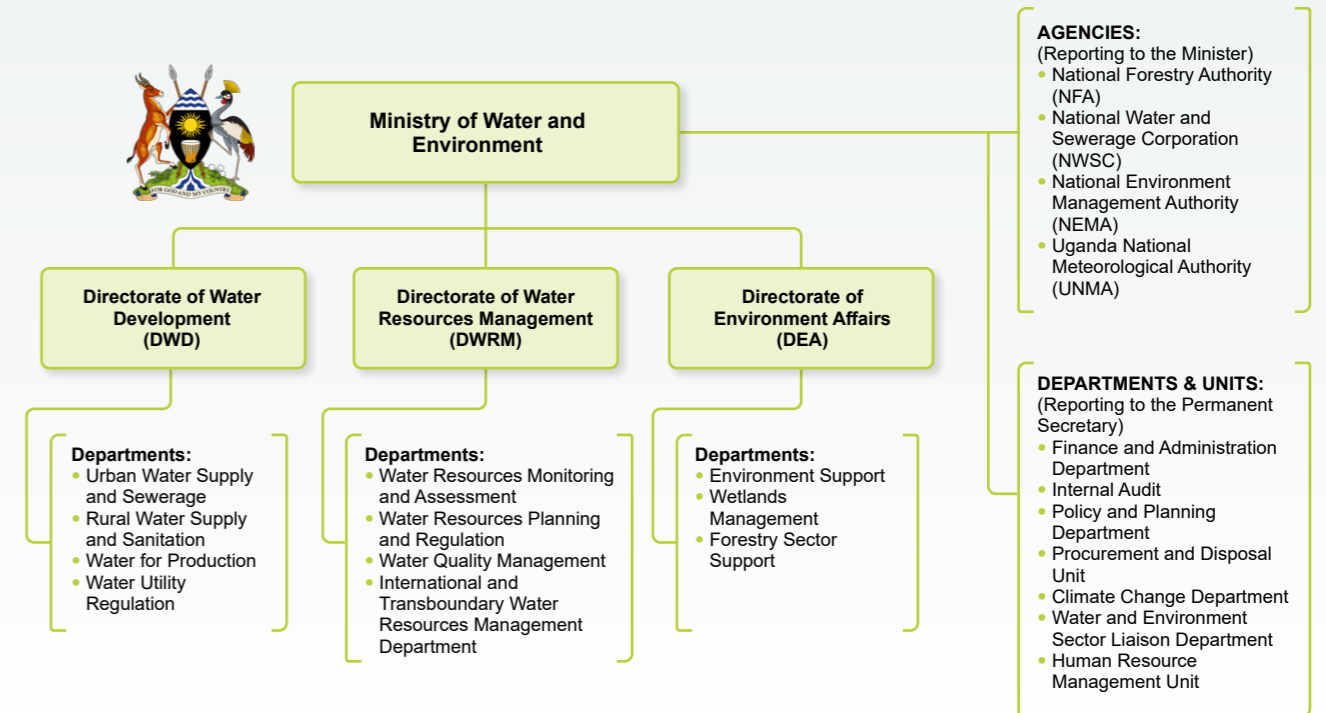 FOR GOD AND MY COUNTRY
Ministry of Water and
Environment
Directorate of Water
Development
(DWD)
Departments:
• Urban Water Supply
and Sewerage
• Rural Water Supply
and Sanitation
• Water for Production
• Water Utility
Regulation
Directorate of Water
Resources Management
(DWRM)
Departments:
• Water Resources Monitoring
and Assessment
• Water Resources Planning
and Regulation
• Water Quality Management
• International and
Transboundary Water
Resources Management
Department
Directorate of
Environment Affairs
(DEA)
Departments:
• Environment Support
• Wetlands
Management
• Forestry Sector
Support
AGENCIES:
(Reporting to the Minister)
• National Forestry Authority
(NFA)
• National Water and
Sewerage Corporation
(NWSC)
• National Environment
Management Authority
(NEMA)
• Uganda National
Meteorological Authority
(UNMA)
DEPARTMENTS & UNITS:
(Reporting to the Permanent
Secretary)
• Finance and Administration
Department
• Internal Audit
• Policy and Planning
Department
• Procurement and Disposal
Unit
• Climate Change Department
• Water and Environment
Sector Liaison Department
• Human Resource
Management Unit